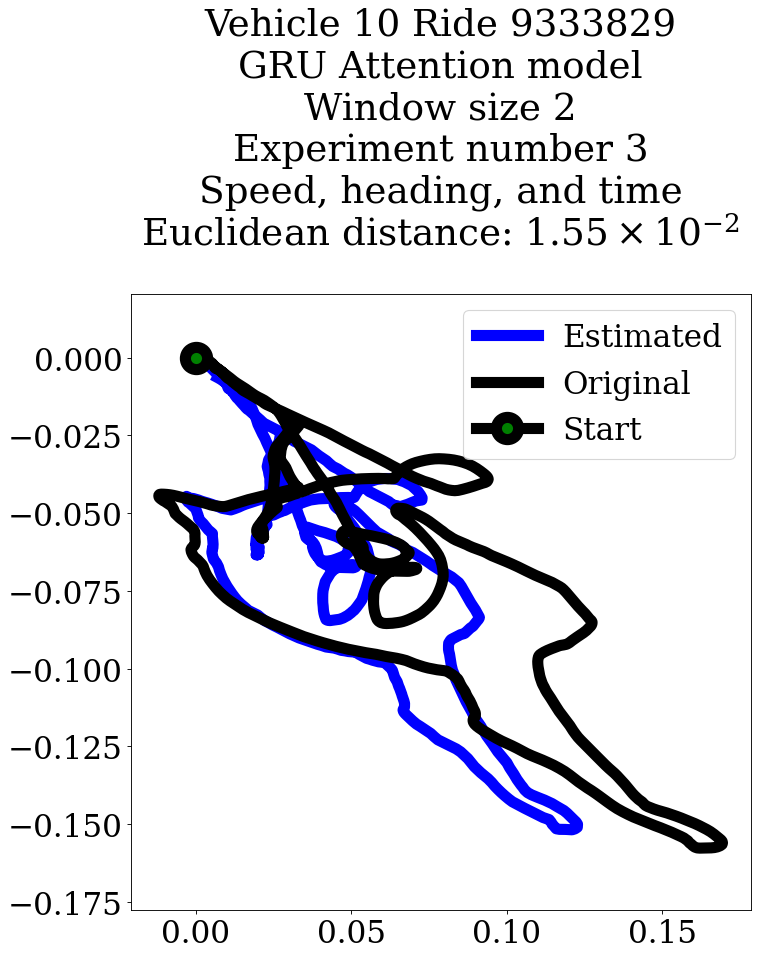 Vehicle 10 Ride 9333829
GRU Attention model
Window size 2
Experiment number 3
Speed, heading, and time
Euclidean distance: 1.55 × 10⁻²
Estimated
Original
Start
0.000
−0.025
−0.050
−0.075
−0.100
−0.125
−0.150
−0.175
0.00 0.05 0.10 0.15